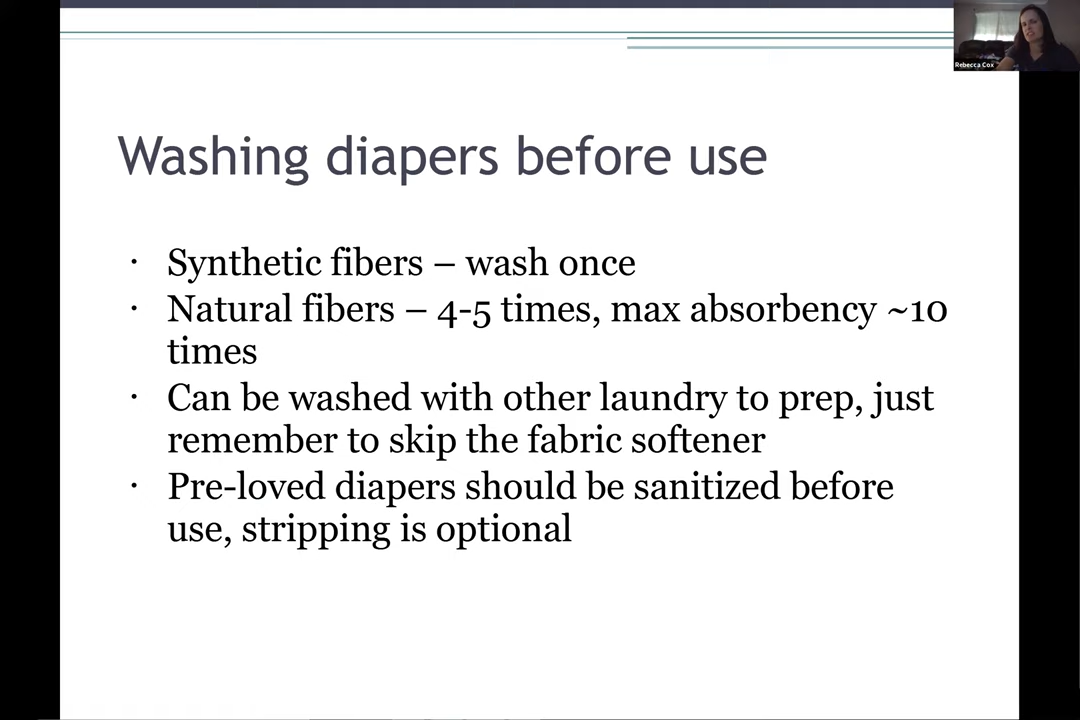 Rebecca Cox
Washing diapers before use
· Synthetic fibers – wash once
· Natural fibers – 4-5 times, max absorbency ~10
times
· Can be washed with other laundry to prep, just
remember to skip the fabric softener
· Pre-loved diapers should be sanitized before
use, stripping is optional